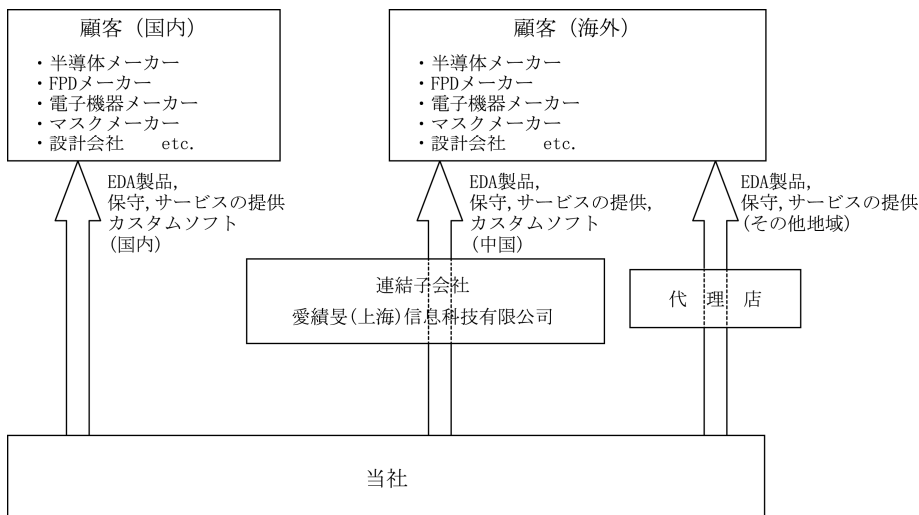 顧客（国内）
・半導体メーカー
・FPDメーカー
・電子機器メーカー
・マスクメーカー
・設計会社　etc.
顧客（海外）
・半導体メーカー
・FPDメーカー
・電子機器メーカー
・マスクメーカー
・設計会社　etc.
EDA製品,
保守,サービスの提供
カスタムソフト
(国内)
EDA製品,
保守,サービスの提供,
カスタムソフト
(中国)
EDA製品,
保守,サービスの提供
(その他地域)
連結子会社
愛績旻(上海)信息科技有限公司
代　理　店
当社